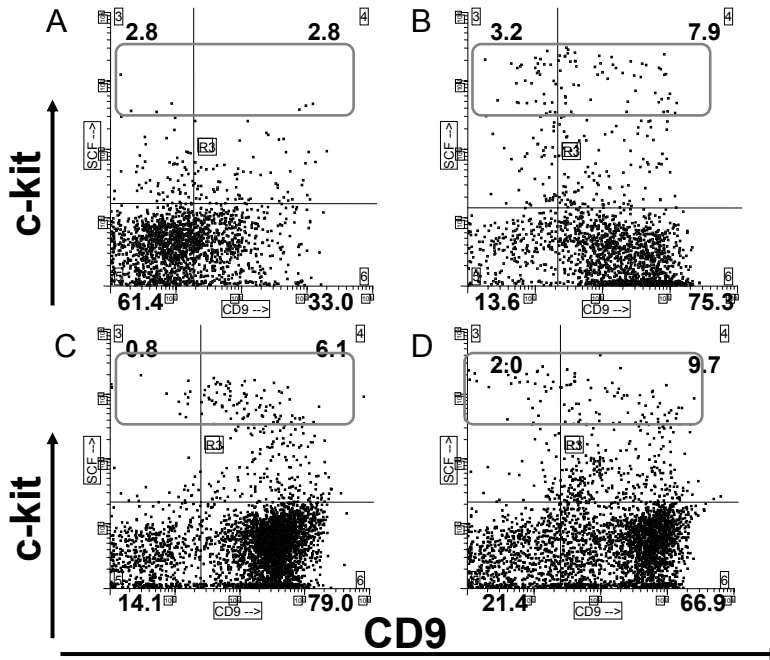 A
3
4
2.8
2.8
SCF -->
R3
6
61.4
CD9 -->
33.0
B
3
4
3.2
7.9
SCF -->
R3
6
13.6
CD9 -->
75.3
c-kit
C
3
4
0.8
6.1
SCF -->
R3
5
6
14.1
CD9 -->
79.0
D
3
4
2.0
9.7
SCF -->
R3
6
21.4
CD9 -->
66.9
c-kit
CD9